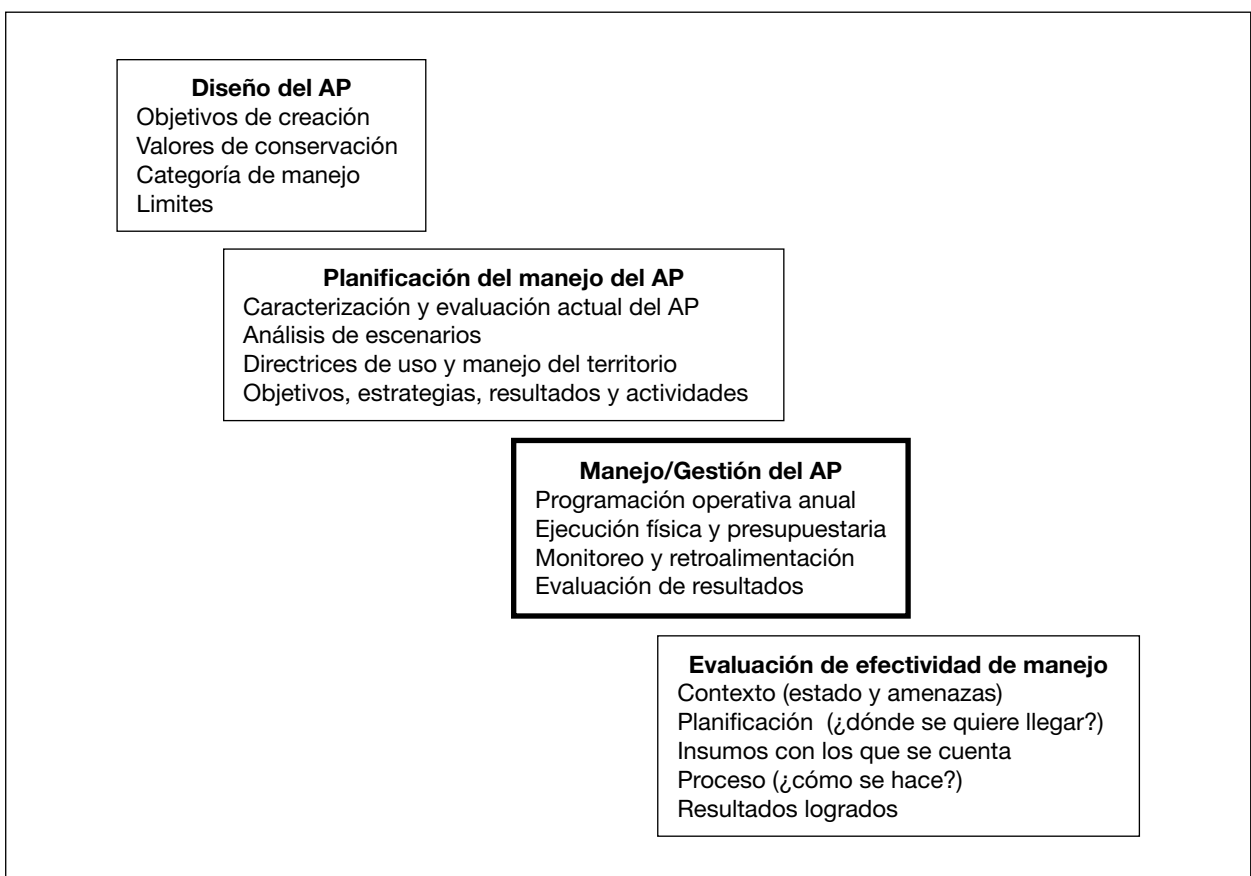 Diseño del AP
Objetivos de creación
Valores de conservación
Categoría de manejo
Limites
Planificación del manejo del AP
Caracterización y evaluación actual del AP
Análisis de escenarios
Directrices de uso y manejo del territorio
Objetivos, estrategias, resultados y actividades
Manejo/Gestión del AP
Programación operativa anual
Ejecución física y presupuestaria
Monitoreo y retroalimentación
Evaluación de resultados
Evaluación de efectividad de manejo
Contexto (estado y amenazas)
Planificación (¿dónde se quiere llegar?)
Insumos con los que se cuenta
Proceso (¿cómo se hace?)
Resultados logrados